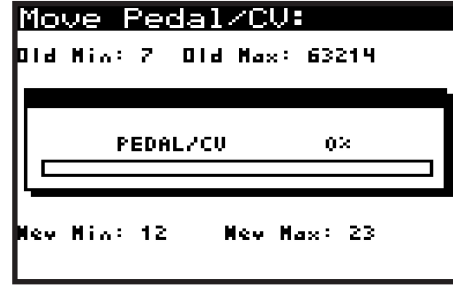 Move Pedal/CV:
Old Min: 7 Old Max: 63214
PEDAL/CV 0%
New Min: 12 New Max: 23